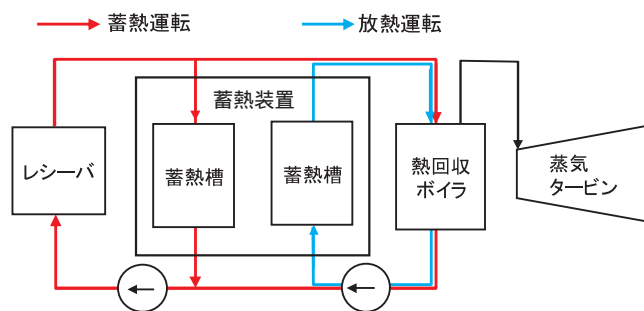 蓄熱運転
放熱運転
蓄熱装置
レシーバ
蓄熱槽
蓄熱槽
熱回収
ボイラ
蒸気
タービン